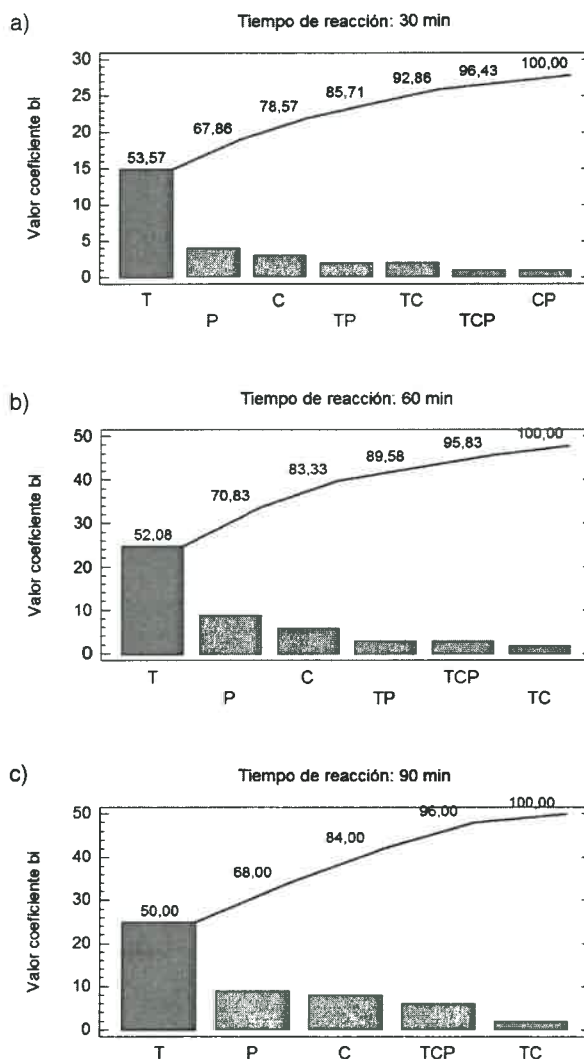 a)
Tiempo de reacción: 30 min
Valor coeficiente bi
30
25
20
15
10
5
0
53,57
67,86
78,57
85,71
92,86
96,43
100,00
T
P
C
TP
TC
TCP
CP
b)
Tiempo de reacción: 60 min
Valor coeficiente bi
50
40
30
20
10
0
52,08
70,83
83,33
89,58
95,83
100,00
T
P
C
TP
TCP
TC
c)
Tiempo de reacción: 90 min
Valor coeficiente bi
50
40
30
20
10
0
50,00
68,00
84,00
96,00
100,00
T
P
C
TCP
TC